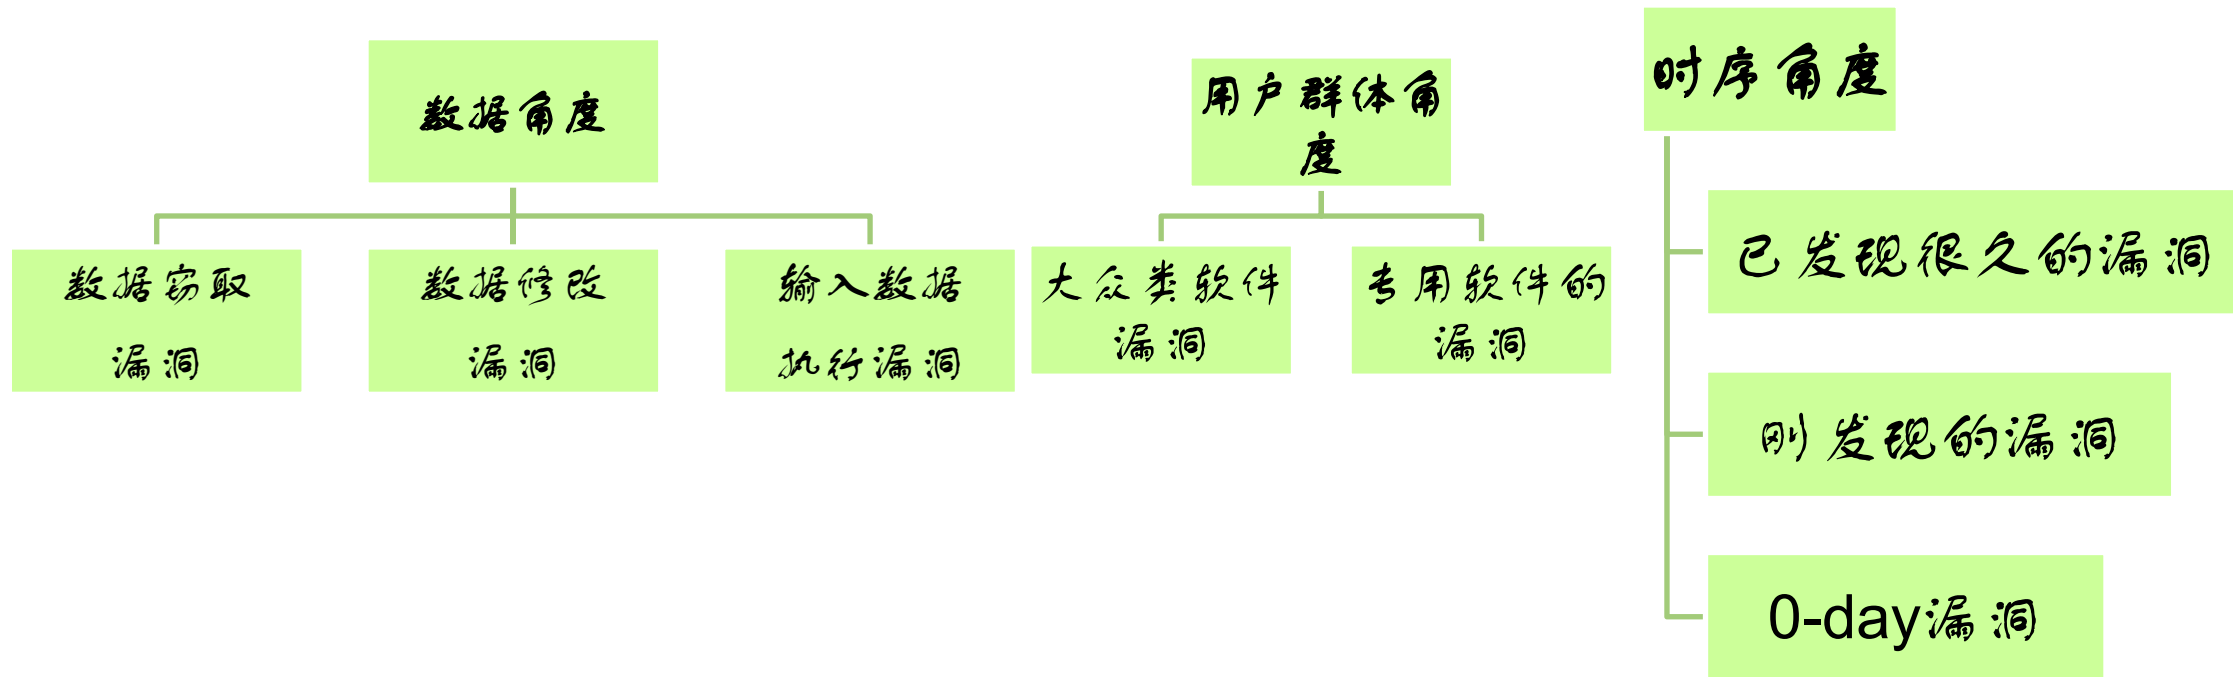 数据角度
数据窃取
漏洞
数据修改
漏洞
输入数据
执行漏洞
用户群体角
度
大众类软件
漏洞
专用软件的
漏洞
时序角度
已发现很久的漏洞
刚发现的漏洞
0-day漏洞